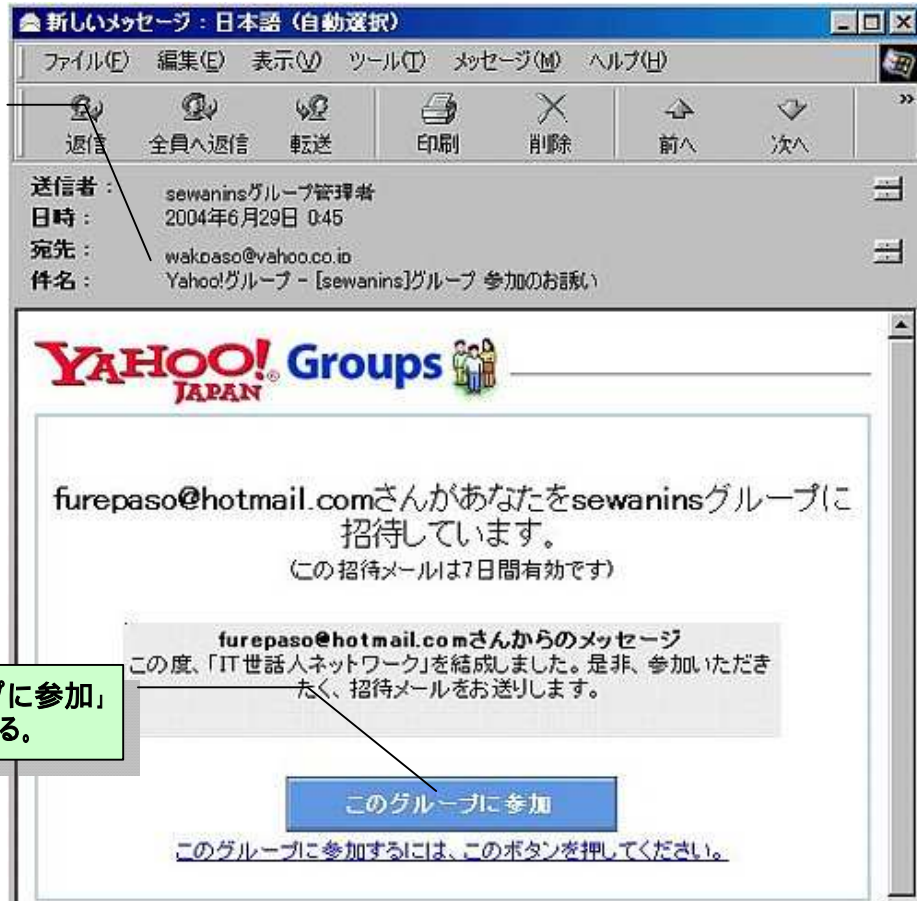 新しいメッセージ：日本語 (自動選択)
ファイル(F) 編集(E) 表示(V) ツール(T) メッセージ(M) ヘルプ(H)
返信 全員へ返信 転送 印刷 削除 前へ 次へ »
送信者： sewaninsグループ管理者
日時： 2004年6月29日 0:45
宛先： wakpaso@yahoo.co.jp
件名： Yahoo!グループ - [sewanins]グループ 参加のお誘い
YAHOO! Groups
JAPAN
furepaso@hotmail.comさんがあなたをsewaninsグループに
招待しています。
(この招待メールは7日間有効です)
furepaso@hotmail.comさんからのメッセージ
この度、「IT世話人ネットワーク」を結成しました。是非、参加いただき
たく、招待メールをお送りします。
プに参加」
る。
このグループに参加
このグループに参加するには、このボタンを押してください。